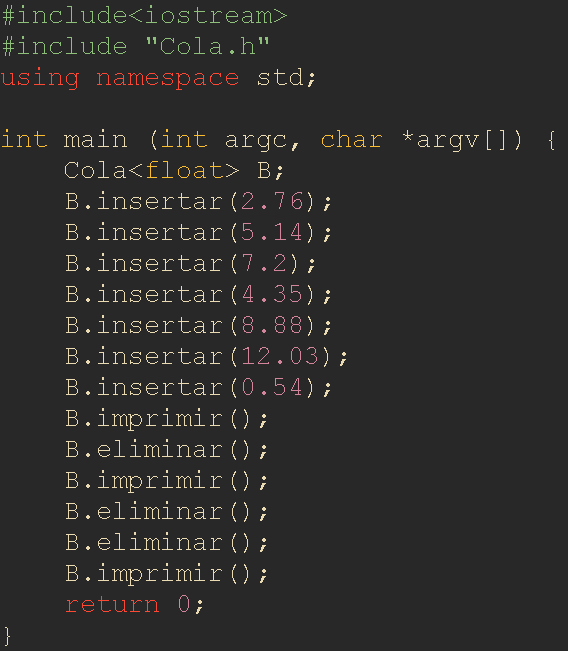 #include<iostream>
#include "Cola.h"
using namespace std;
int main (int argc, char *argv[]) {
Cola<float> B;
B.insertar(2.76);
B.insertar(5.14);
B.insertar(7.2);
B.insertar(4.35);
B.insertar(8.88);
B.insertar(12.03);
B.insertar(0.54);
B.imprimir();
B.eliminar();
B.imprimir();
B.eliminar();
B.eliminar();
B.imprimir();
return 0;
}